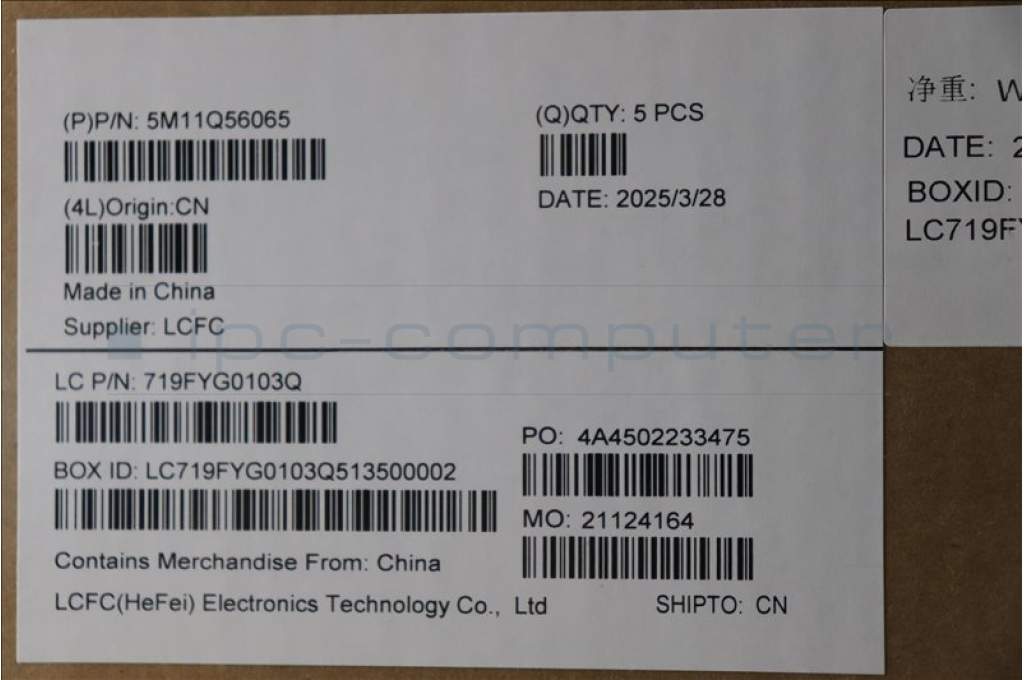 (P)P/N: 5M11Q56065
(Q)QTY: 5 PCS
(4L)Origin:CN
DATE: 2025/3/28
Made in China
Supplier: LCFC
ipc-computer
LC P/N: 719FYG0103Q
PO: 4A4502233475
BOX ID: LC719FYG0103Q513500002
MO: 21124164
Contains Merchandise From: China
LCFC(HeFei) Electronics Technology Co., Ltd
SHIPTO: CN
净重: W
DATE: 2
BOXID:
LC719FY